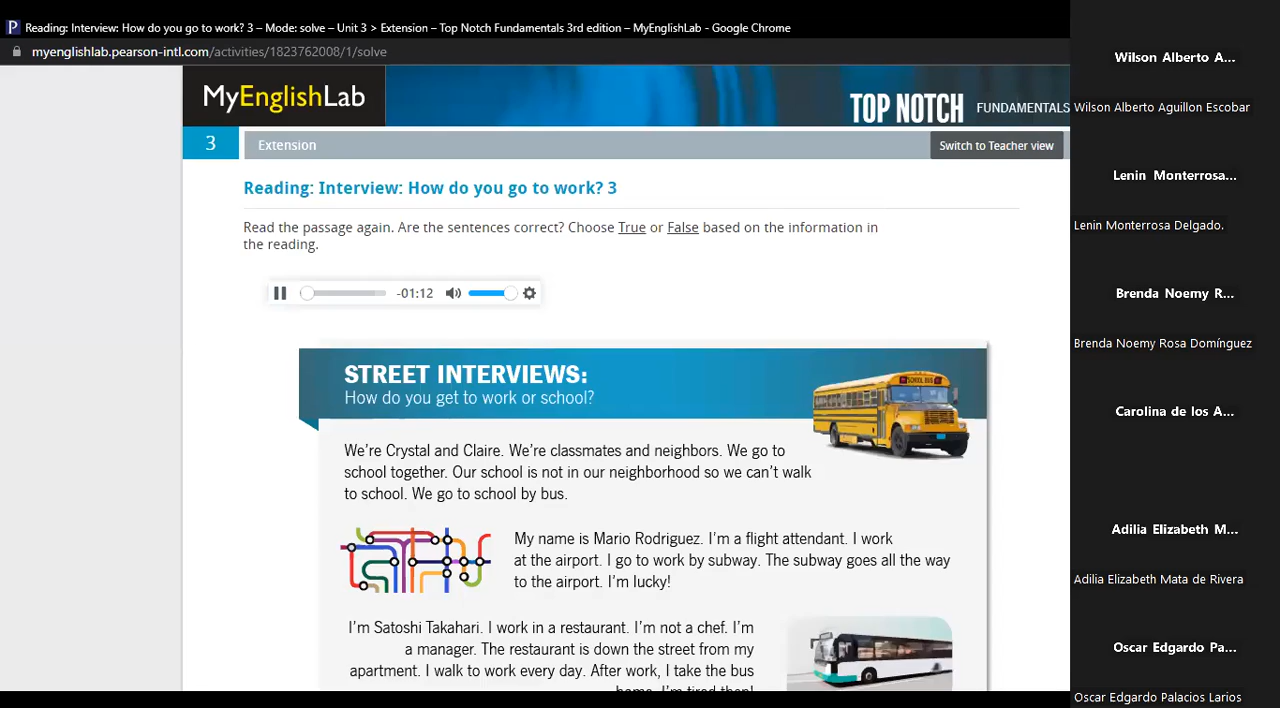 Reading: Interview: How do you go to work? 3 – Mode: solve – Unit 3 > Extension – Top Notch Fundamentals 3rd edition – MyEnglishLab - Google Chrome
myenglishlab.pearson-intl.com/activities/1823762008/1/solve
MyEnglishLab
TOP NOTCH FUNDAMENTALS
3 Extension
Switch to Teacher view
Reading: Interview: How do you go to work? 3
Read the passage again. Are the sentences correct? Choose True or False based on the information in
the reading.
-01:12
STREET INTERVIEWS:
How do you get to work or school?
SCHOOL BUS
We're Crystal and Claire. We're classmates and neighbors. We go to
school together. Our school is not in our neighborhood so we can't walk
to school. We go to school by bus.
My name is Mario Rodriguez. I'm a flight attendant. I work
at the airport. I go to work by subway. The subway goes all the way
to the airport. I'm lucky!
I'm Satoshi Takahari. I work in a restaurant. I'm not a chef. I'm
a manager. The restaurant is down the street from my
apartment. I walk to work every day. After work, I take the bus
home. I'm tired then!
Wilson Alberto A...
Wilson Alberto Aguillon Escobar
Lenin Monterrosa...
Lenin Monterrosa Delgado.
Brenda Noemy R...
Brenda Noemy Rosa Domínguez
Carolina de los A...
Adilia Elizabeth M...
Adilia Elizabeth Mata de Rivera
Oscar Edgardo Pa...
Oscar Edgardo Palacios Larios